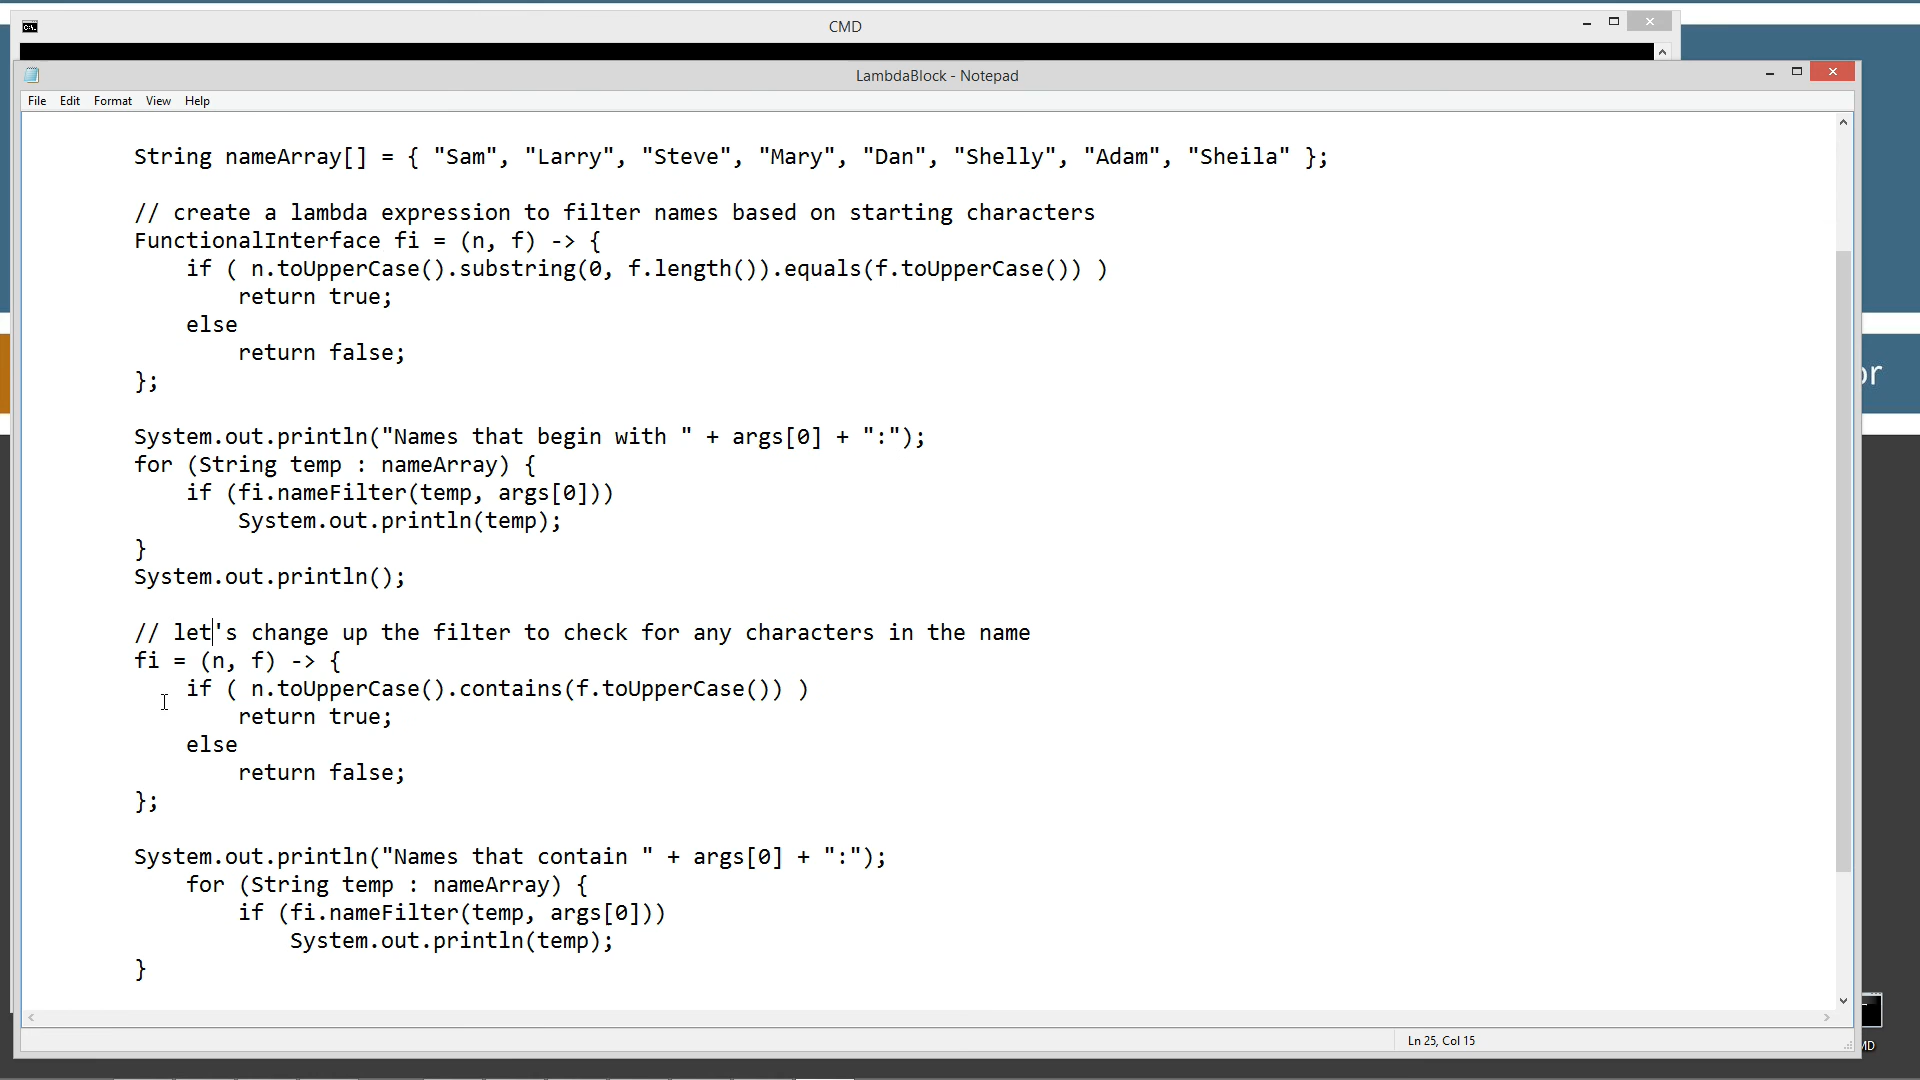 CMD
LambdaBlock - Notepad
File Edit Format View Help
String nameArray[] = { "Sam", "Larry", "Steve", "Mary", "Dan", "Shelly", "Adam", "Sheila" };
// create a lambda expression to filter names based on starting characters
FunctionalInterface fi = (n, f) -> {
if ( n.toUpperCase().substring(0, f.length()).equals(f.toUpperCase()) )
return true;
else
return false;
};
System.out.println("Names that begin with " + args[0] + ":");
for (String temp : nameArray) {
if (fi.nameFilter(temp, args[0]))
System.out.println(temp);
}
System.out.println();
// let's change up the filter to check for any characters in the name
fi = (n, f) -> {
if ( n.toUpperCase().contains(f.toUpperCase()) )
return true;
else
return false;
};
System.out.println("Names that contain " + args[0] + ":");
for (String temp : nameArray) {
if (fi.nameFilter(temp, args[0]))
System.out.println(temp);
}
Ln 25, Col 15